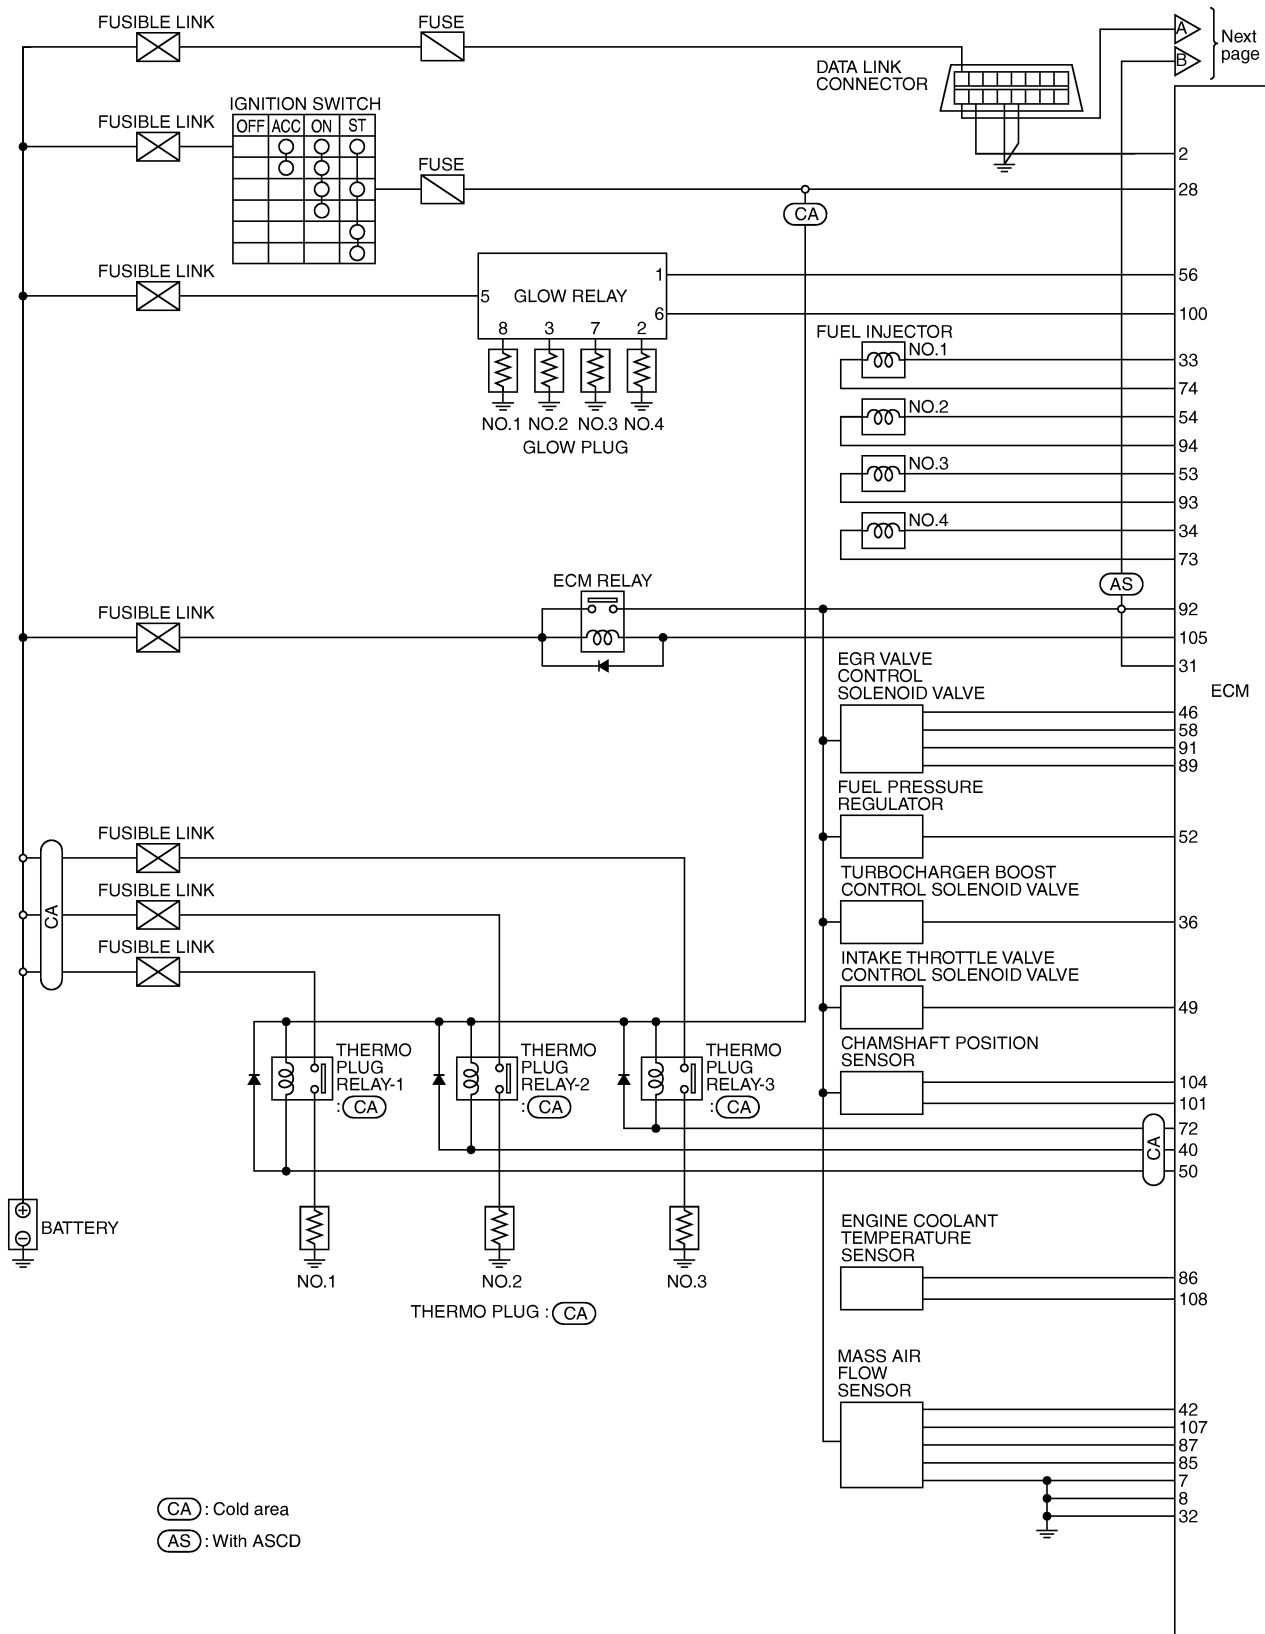 FUSIBLE LINK
FUSE
DATA LINK
CONNECTOR
A
B
Next
page
IGNITION SWITCH
OFF ACC ON ST
FUSIBLE LINK
FUSE
2
28
CA
FUSIBLE LINK
5
GLOW RELAY
1
6
8 3 7 2
56
100
NO.1 NO.2 NO.3 NO.4
GLOW PLUG
FUEL INJECTOR
NO.1
33
74
NO.2
54
94
NO.3
53
93
NO.4
34
73
AS
ECM RELAY
FUSIBLE LINK
92
105
31
ECM
EGR VALVE
CONTROL
SOLENOID VALVE
46
58
91
89
FUEL PRESSURE
REGULATOR
52
TURBOCHARGER BOOST
CONTROL SOLENOID VALVE
36
INTAKE THROTTLE VALVE
CONTROL SOLENOID VALVE
49
CHAMSHAFT POSITION
SENSOR
104
101
72
40
50
CA
FUSIBLE LINK
FUSIBLE LINK
FUSIBLE LINK
CA
THERMO
PLUG
RELAY-1
: CA
THERMO
PLUG
RELAY-2
: CA
THERMO
PLUG
RELAY-3
: CA
BATTERY
NO.1
NO.2
NO.3
THERMO PLUG : CA
ENGINE COOLANT
TEMPERATURE
SENSOR
86
108
MASS AIR
FLOW
SENSOR
42
107
87
85
7
8
32
CA : Cold area
AS : With ASCD